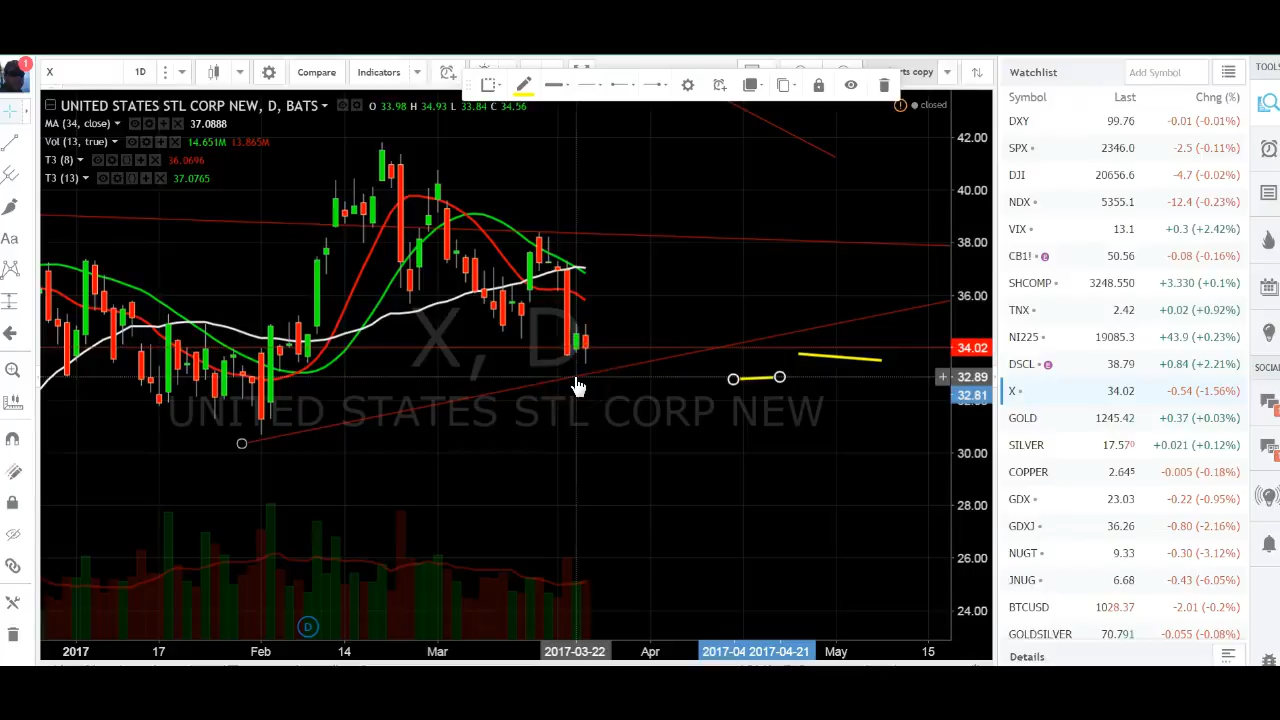 1
X 1D Compare Indicators rts copy
UNITED STATES STL CORP NEW, D, BATS O 33.98 H 34.93 L 33.84 C 34.56
closed
MA (34, close) 37.0888
Vol (13, true) 14.651M 13.865M
T3 (8) 36.0696
T3 (13) 37.0765
Aa
X, D
UNITED STATES STL CORP NEW
42.00
40.00
38.00
36.00
34.02
32.89
32.81
30.00
28.00
26.00
24.00
D
2017 17 Feb 14 Mar 2017-03-22 Apr 2017-04 2017-04-21 May 15
Watchlist Add Symbol
Symbol Last Chng (%)
DXY 99.76 -0.01 (-0.01%)
SPX 2346.0 -2.5 (-0.11%)
DJI 20656.6 -4.7 (-0.02%)
NDX 5355.1 -12.4 (-0.23%)
VIX 13.1 +0.3 (+2.42%)
CB1! 50.56 -0.08 (-0.16%)
SHCOMP 3248.550 +3.330 (+0.1%)
TNX 2.42 +0.02 (+0.92%)
NI225 19085.3 +43.9 (+0.23%)
DSCL 38.79 +0.84 (+2.21%)
X 34.02 -0.54 (-1.56%)
GOLD 1245.42 +0.37 (+0.03%)
SILVER 17.570 +0.021 (+0.12%)
COPPER 2.645 -0.005 (-0.18%)
GDX 23.03 -0.22 (-0.95%)
GDXJ 36.26 -0.80 (-2.16%)
NUGT 9.33 -0.30 (-3.12%)
JNUG 6.68 -0.43 (-6.05%)
BTCUSD 1028.37 -2.01 (-0.2%)
GOLDSILVER 70.791 -0.055 (-0.08%)
Details
TOOLS
SOCIAL